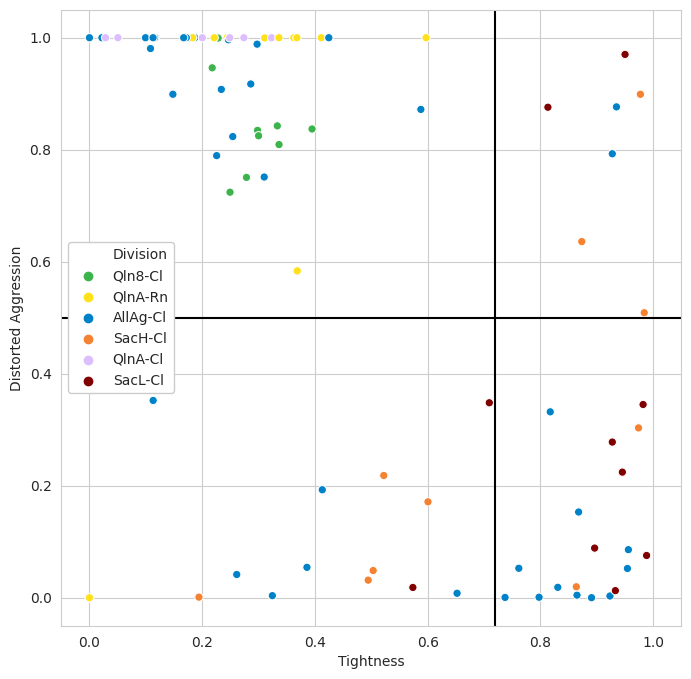 1.0
0.8
0.6
0.4
0.2
0.0
Distorted Aggression
Division
Qln8-Cl
QlnA-Rn
AllAg-Cl
SacH-Cl
QlnA-Cl
SacL-Cl
0.0 0.2 0.4 0.6 0.8 1.0
Tightness